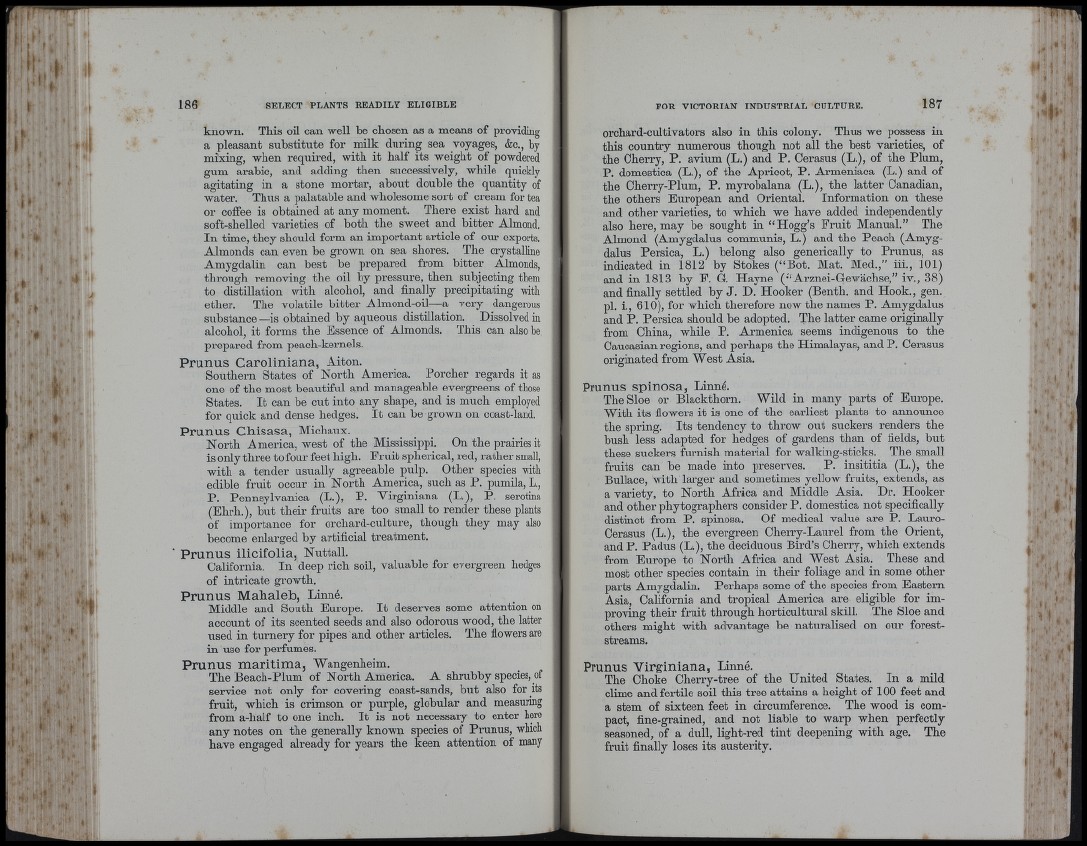 186 SELECT PLANTS READILY ELIGIBLE
known. This oil can well be chosen as a means of providing
a pleasant substitute for milk during sea voyages, &c., by
mixing, when required, with it half its weight of powdered
gum arabic, and adding then successively, while quickly
agitating in a stone mortar, about double the quantity of
water. Thus a palatable and wholesome sort of cream for tea
or coffee is obtained at any moment. There exist hard and
soft-shelled varieties of both the sweet and bitter Almond.
In time, they should form an important article of our exports.
Almonds can even be grown on sea shores. The crystalline
Amygdalin can best be prepared from bitter Almonds,
through removing the oil by pressure, then subjecting them
to distillation with alcohol, and finally precipitating with
ether. The volatile bitter Almond-oil—a very dangerous
substance—is obtained by aqueous distillation. Dissolved in
alcohol, it forms the Essence of Almonds. This can also be
prepared from peach-kernels.
Prunus Caroliniana, Aiton.
Southern States of North America. Porcher regards it as
one of the most beautiful and manageable evergreens of those
States. It can be cut into any shape, and is much employed
for quick and dense hedges. It can be grown on coast-land.
Prunus Chisasa, Michaux.
North America, west of the Mississippi. On the prairies it
is only three to four feet high. Fruit spherical, red, rather small,
with a tender usually agreeable pulp. Other species with
edible fruit occur in North America, such as P. pumila, L.,
P. Pennsylvanica (L.), P. Virginiana (L.), P. serotina
(Ehrh.), but their fruits are too small to render these plants
of importance for orchard-culture, though they may also
become enlarged by artificial treatment.
Prunus ilicifolia, Nuttall.
California. In deep rich soil, valuable for evergreen hedges
of intricate growth.
Prunus Mahaleb, Linné.
Middle and South Europe. It deserves some attention on
account of its scented seeds and also odorous wood, the latter
used in turnery for pipes and other articles. The flowers are
in use for perfumes.
Prunus maritima, Wangenheim.
The Beach-Plum of North America. A shrubby species, of
service not only for covering coast-sands, but also for its
fruit, which is crimson or purple, globular and measuring
from a-half to one inch. It is not necessary to enter here
any notes on the generally known species of Prunus, which
have engaged already for years the keen attention of many
FOR VICTORIAN INDUSTRIAL CULTURE. 187
orchard-cultivators also in this colony. Thus we possess in
this country numerous though not all the best varieties, of
the Cherry, P. avium (L.) and P. Cerasus (L.), of the Plum,
P. domestica (L.), of the Apricot, P. Armeniaca (L.) and of
the Cherry-Plum, P. myrobalana (L.), the latter Canadian,
the others European and Oriental. Information on these
and other varieties, to which we have added independently
also here, may be sought in "Hogg's Fruit Manual." The
Almond (Amygdalus communis, L.) and the Peach (Amyg-
dalus Persica, L.) belong also generically to Prunus, as
indicated in 1812 by Stokes ("Bot. Mat. Med.," iii., 101)
and in 1813 by F. G. Hayne ("Arznei-Gewächse," iv., 38)
and finally settled by J. D. Hooker (Benth. and Hook., gen.
pl. i., 610), for which therefore now the names P. Amygdalus
and P. Persica should be adopted. The latter came originally
from China, while P. Armenica seems indigenous to the
Caucasian regions, and perhaps the Himalayas, and P. Cerasus
originated from West Asia.
Prunus spinosa, Linné.
The Sloe or Blackthorn. Wild in many parts of Europe.
With its flowers it is one of the earliest plants to announce
the spring. Its tendency to throw out suckers renders the
bush less adapted for hedges of gardens than of fields, but
these suckers furnish material for walking-sticks. The small
fruits can be made into preserves. P. insititia (L.), the
Bullace, with larger and sometimes yellow fruits, extends, as
a variety, to North Africa and Middle Asia. Dr. Hooker
and other phytographers consider P. domestica not specifically
distinct from P. spinosa. Of medical value are P. Lauro-
Cerasus (L.), the evergreen Cherry-Laurel from the Orient,
and P. Padus (L.), the deciduous Bird's Cherry, which extends
from Europe to North Africa and West Asia. These and
most other species contain in their foliage and in some other
parts Amygdalin. Perhaps some of the species from Eastern
Asia, California and tropical America are eligible for im-
proving their fruit through horticultural skill. The Sloe and
others might with advantage be naturalised on our forest-
streams.
Prunus Virginiana, Linné.
The Choke Cherry-tree of the United States. In a mild
clime and fertile soil this tree attains a height of 100 feet and
a stem of sixteen feet in circumference. The wood is com-
pact, fine-grained, and not liable to warp when perfectly
seasoned, of a dull, light-red tint deepening with age. The
fruit finally loses its austerity.